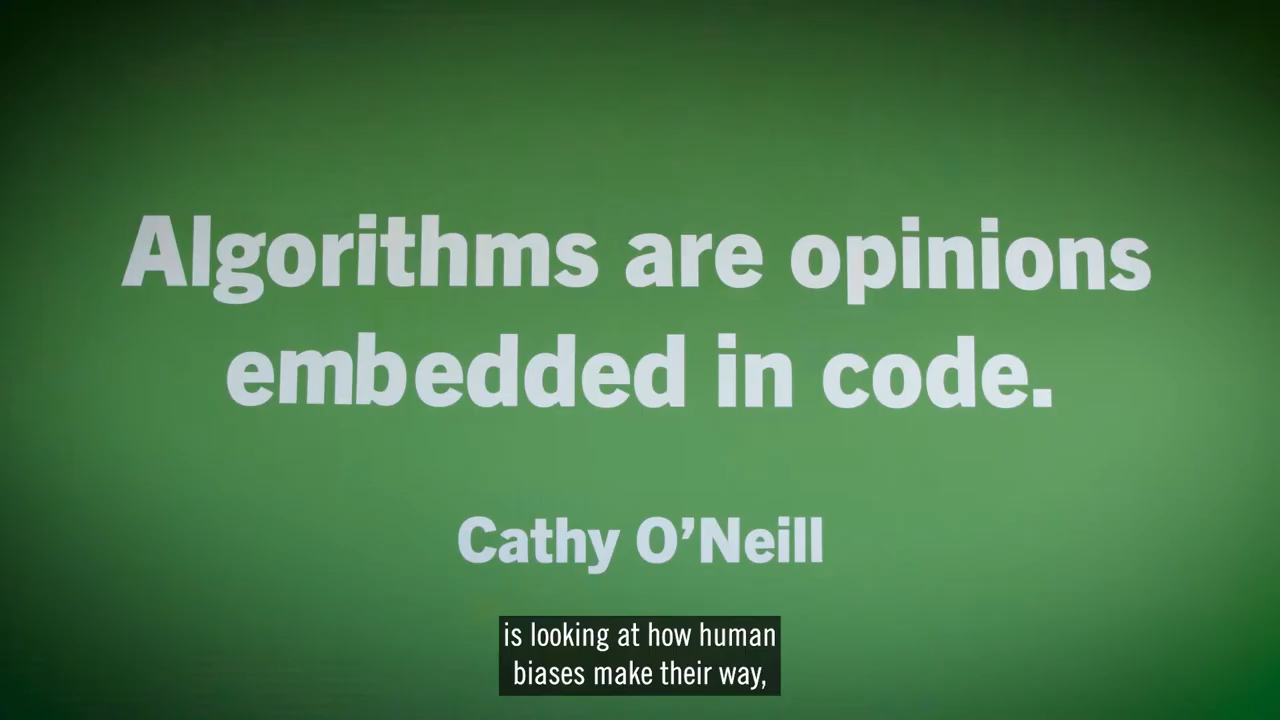 Algorithms are opinions
embedded in code.
Cathy O’Neill
is looking at how human
biases make their way,